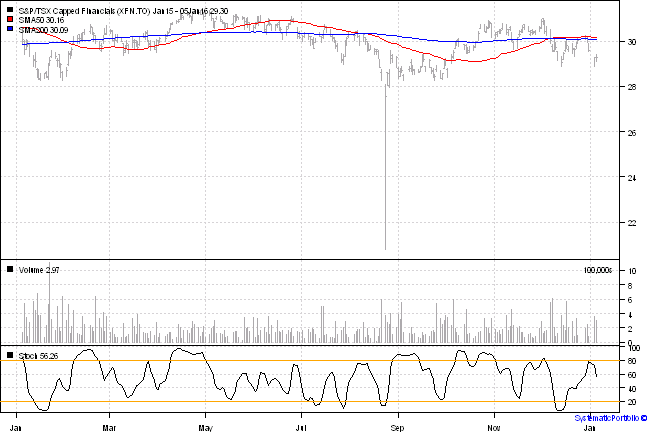 S&P/TSX Capped Financials (XFN.TO) Jan15 - 05Jan16 29.30
SMA50 30.16
SMA200 30.09
30
28
26
24
22
Volume 2.97
100,000s
10
8
6
4
2
0
Stoch 56.26
100
80
60
40
20
Jan
Mar
May
Jul
Sep
Nov
Jan
SystematicPortfolio ©